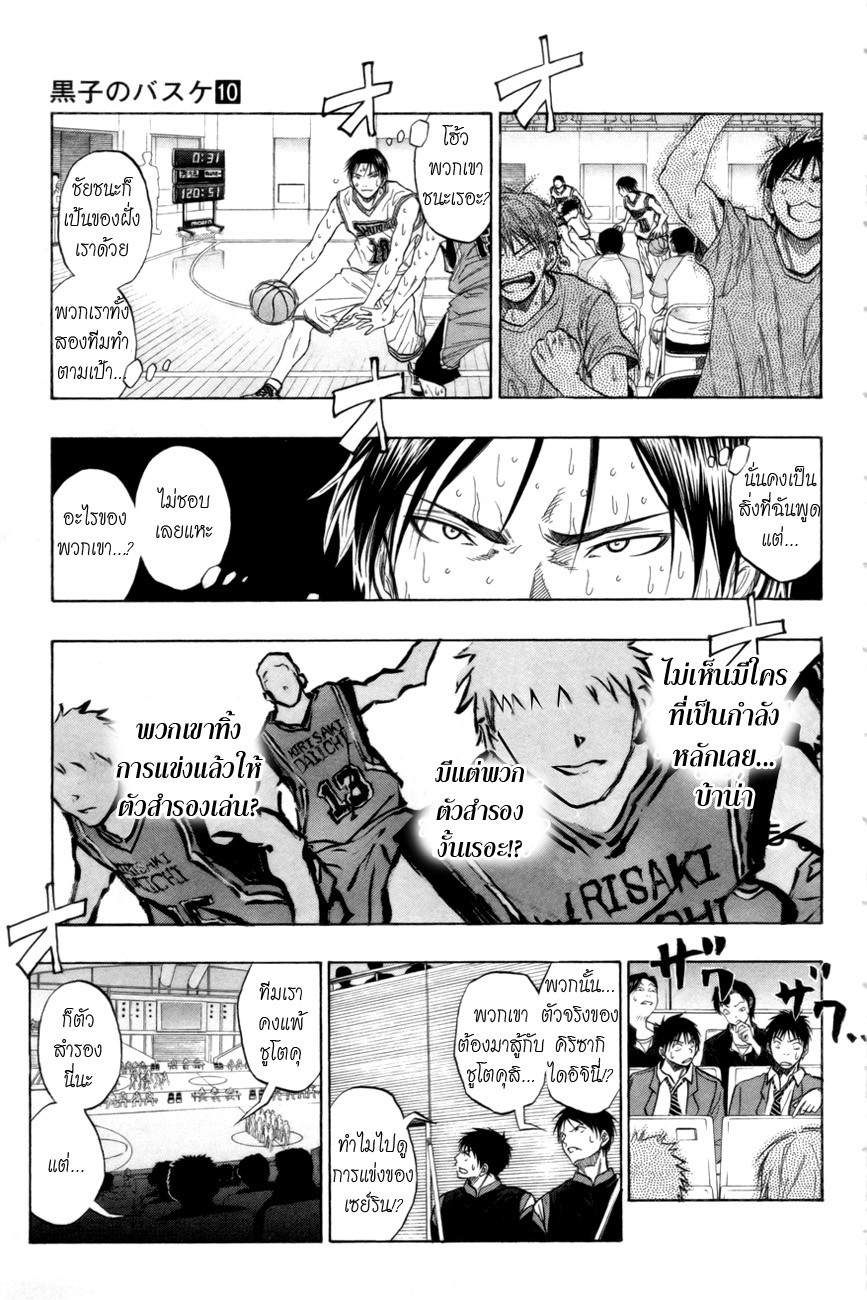 黒子のバスケ10
オ
オ
โฮ้ว
พวกเขา
ชนะเรอะ?
0:31
120:51
SHUTOKU
10
ชัยชนะก็
เป้นของฝั่ง
เราด้วย
พวกเราทั้ง
สองทีมทำ
ตามเป้า...
オ
นั่นคงเป็น
สิ่งที่ฉันพูด
แต่...
ไม่ชอบ
เลยแหะ
อะไรของ
พวกเขา...?
オ
ไม่เห็นมีใคร
ที่เป็นกำลัง
หลักเลย...
บ้าน่า
มีแต่พวก
ตัวสำรอง
งั้นเรอะ!?
พวกเขาทิ้ง
การแข่งแล้วให้
ตัวสำรองเล่น?
KIRISAKI
DAIICHI
13
IRISAKI
IRISAKI
DAIICHI
オ
ザワ
ザワ...
พวกนั้น...
ตัวจริงของ
คิริซากิ
ไดอิจินี่!?
พวกเขา
ต้องมาสู้กับ
ชูโตคุสิ
ทำไมไปดู
การแข่งของ
เซย์ริน!?
ทีมเรา
คงแพ้
ชูโตคุ
ก็ตัว
สำรอง
นี่นะ
แต่...